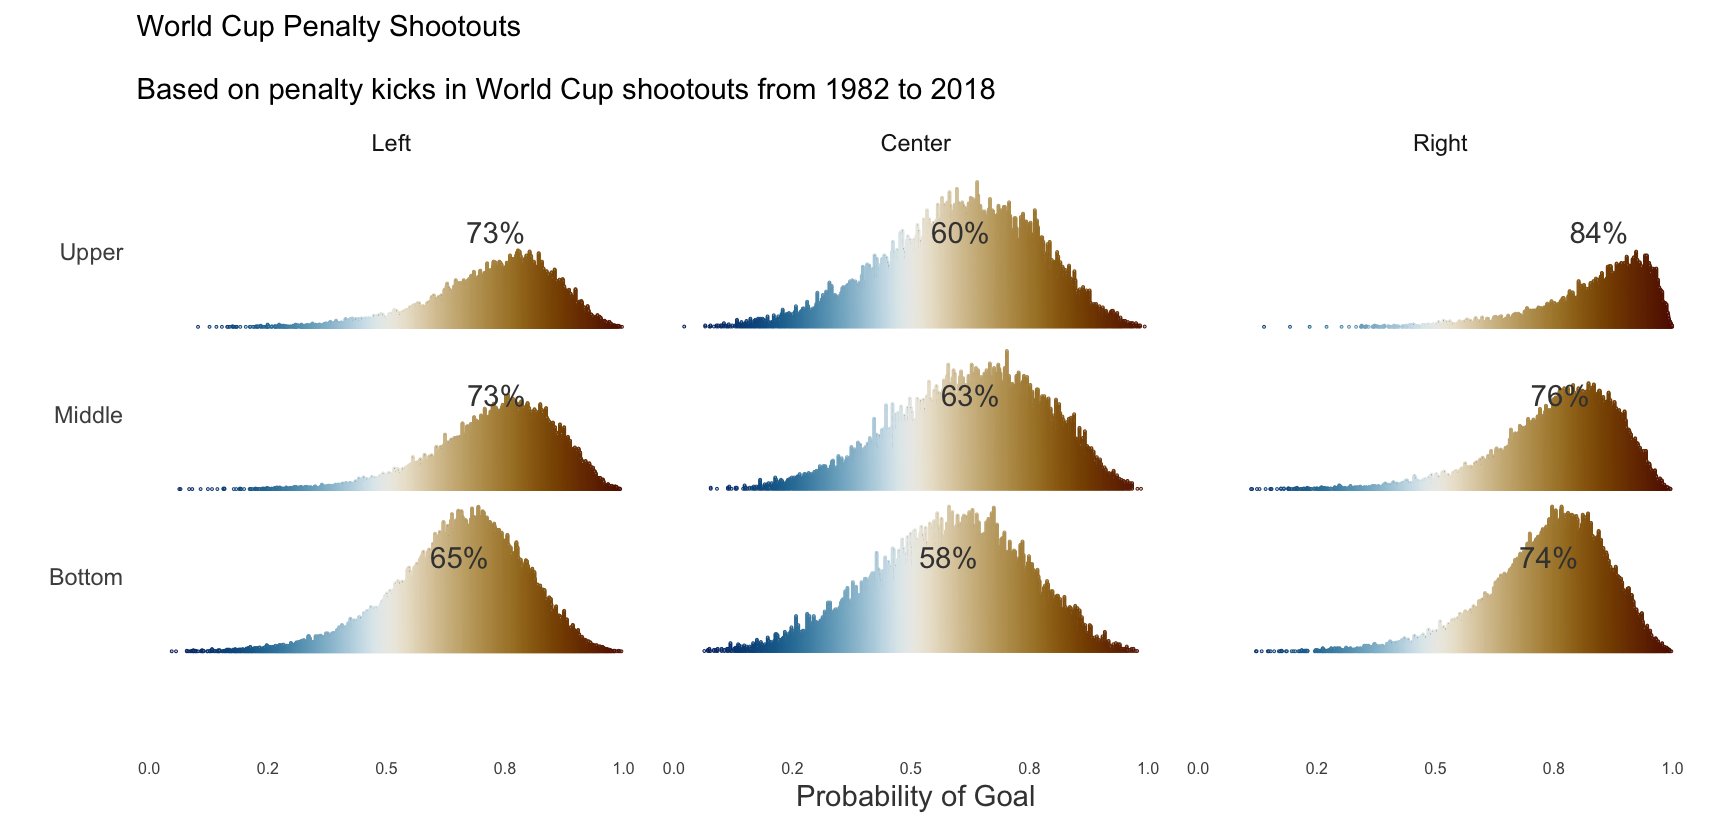 World Cup Penalty Shootouts
Based on penalty kicks in World Cup shootouts from 1982 to 2018
Left Center Right
Upper 73% 60% 84%
Middle 73% 63% 76%
Bottom 65% 58% 74%
0.0 0.2 0.5 0.8 1.0 0.0 0.2 0.5 0.8 1.0 0.0 0.2 0.5 0.8 1.0
Probability of Goal